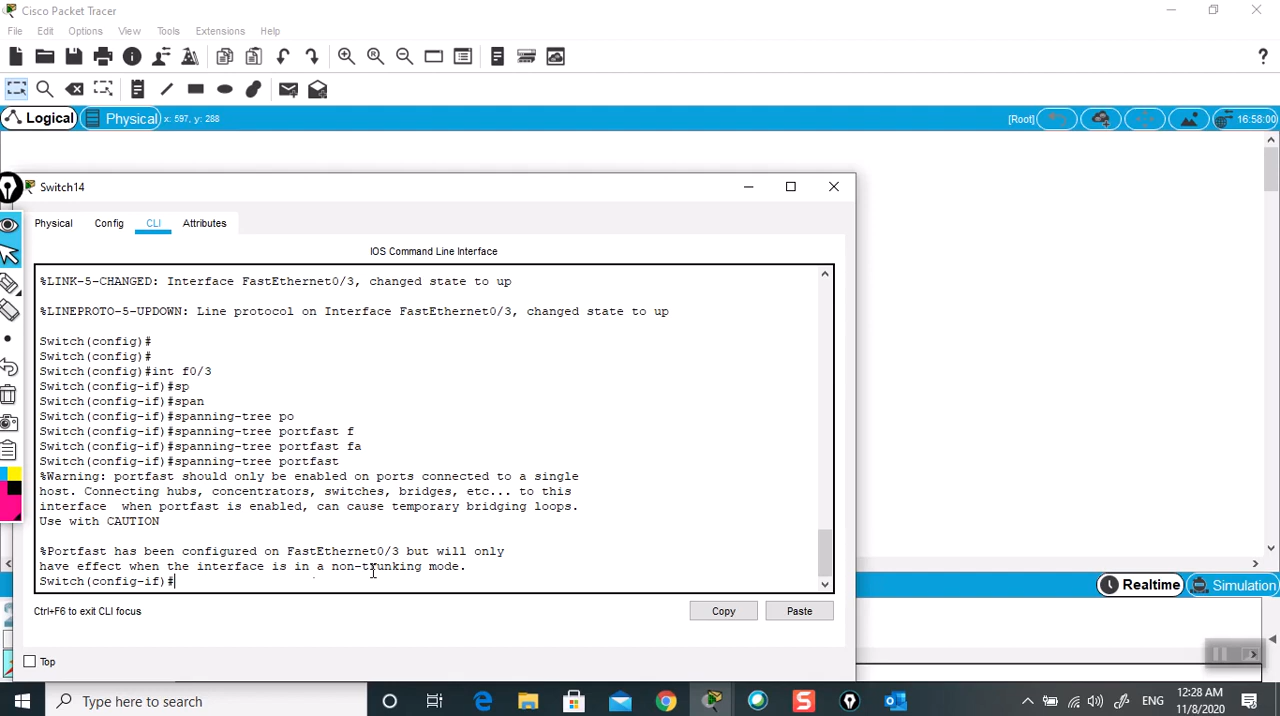 Cisco Packet Tracer
File Edit Options View Tools Extensions Help
?
Logical Physical x: 597, y: 288 [Root] 16:58:00
Switch14
Physical Config CLI Attributes
IOS Command Line Interface
%LINK-5-CHANGED: Interface FastEthernet0/3, changed state to up
%LINEPROTO-5-UPDOWN: Line protocol on Interface FastEthernet0/3, changed state to up
Switch(config)#
Switch(config)#
Switch(config)#int f0/3
Switch(config-if)#sp
Switch(config-if)#span
Switch(config-if)#spanning-tree po
Switch(config-if)#spanning-tree portfast f
Switch(config-if)#spanning-tree portfast fa
Switch(config-if)#spanning-tree portfast
%Warning: portfast should only be enabled on ports connected to a single
host. Connecting hubs, concentrators, switches, bridges, etc... to this
interface  when portfast is enabled, can cause temporary bridging loops.
Use with CAUTION
%Portfast has been configured on FastEthernet0/3 but will only
have effect when the interface is in a non-trunking mode.
Switch(config-if)#
Realtime Simulation
Ctrl+F6 to exit CLI focus Copy Paste
Top
Type here to search ENG 12:28 AM
11/8/2020